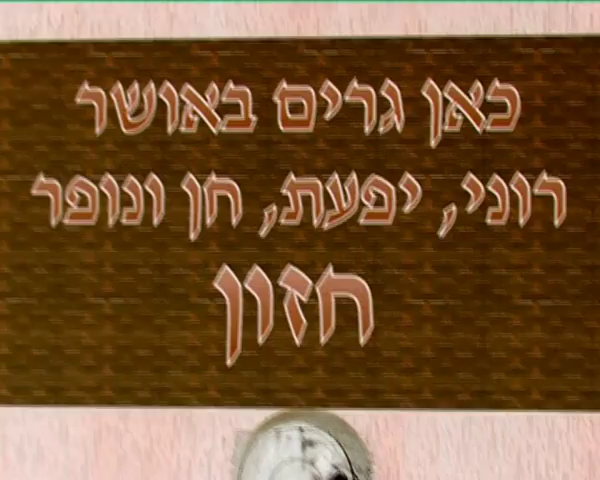 כאן גרים באושר
רוני, יפעת, חן ונופר
חזון